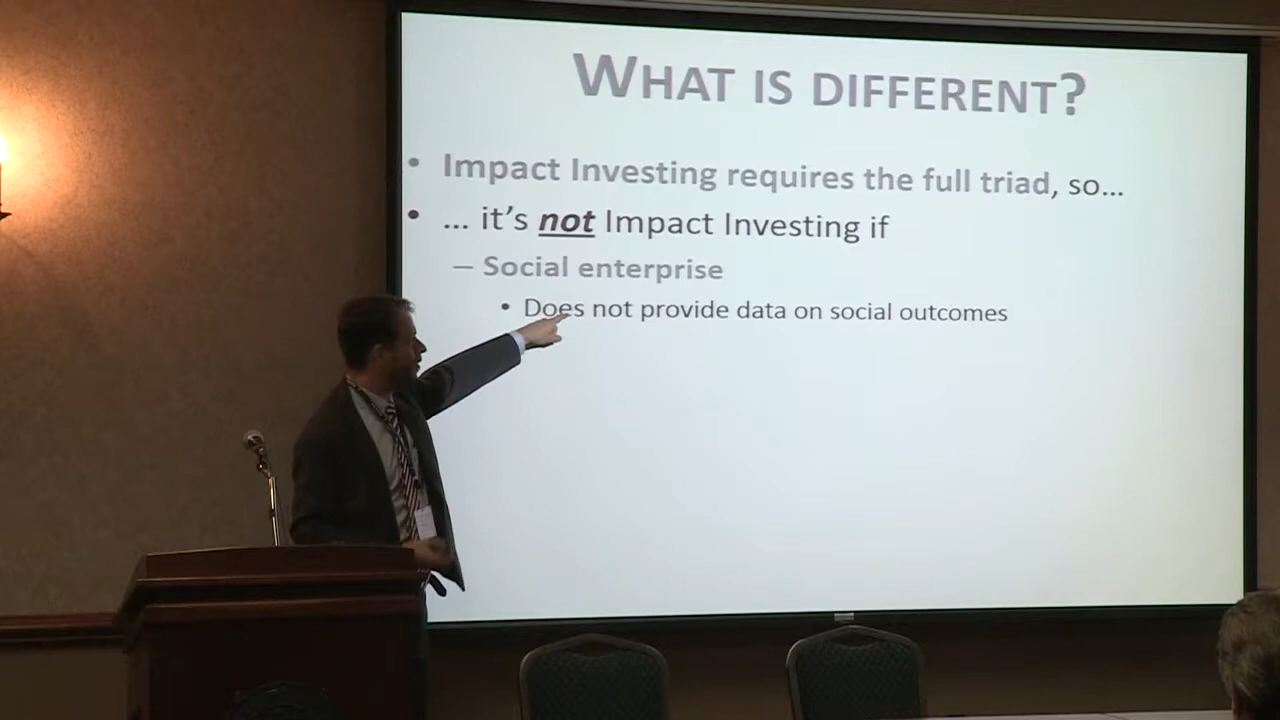 WHAT IS DIFFERENT?
• Impact Investing requires the full triad, so...
• ... it's not Impact Investing if
– Social enterprise
• Does not provide data on social outcomes